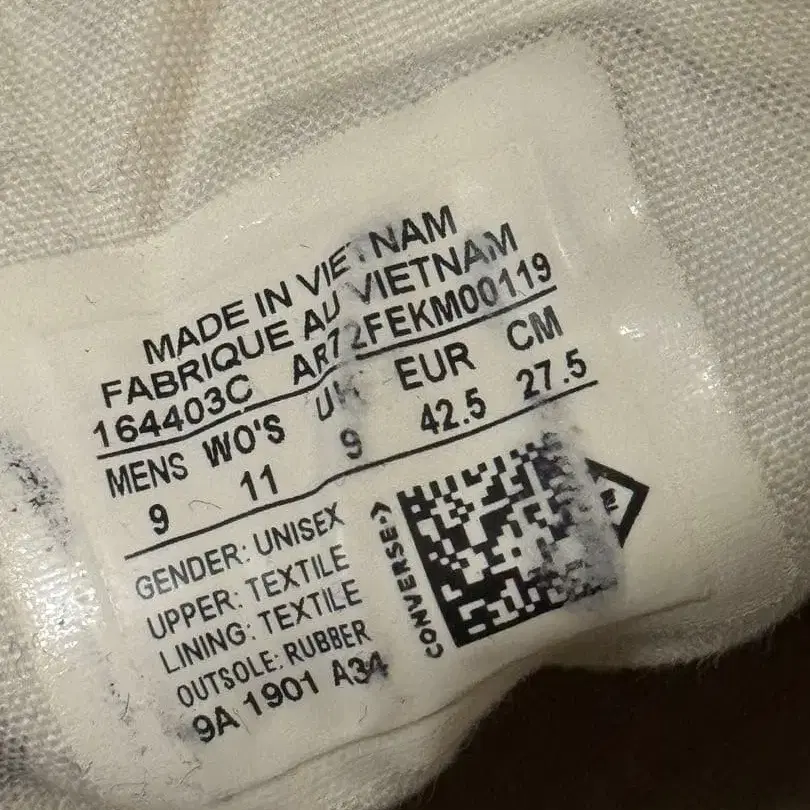 MADE IN VIETNAM
FABRIQUE AU VIETNAM
164403C AR72FEKM00119
MENS WO'S UK EUR CM
9 11 9 42.5 27.5
GENDER: UNISEX
UPPER: TEXTILE
LINING: TEXTILE
OUTSOLE: RUBBER
9A 1901 A34
CONVERSE->